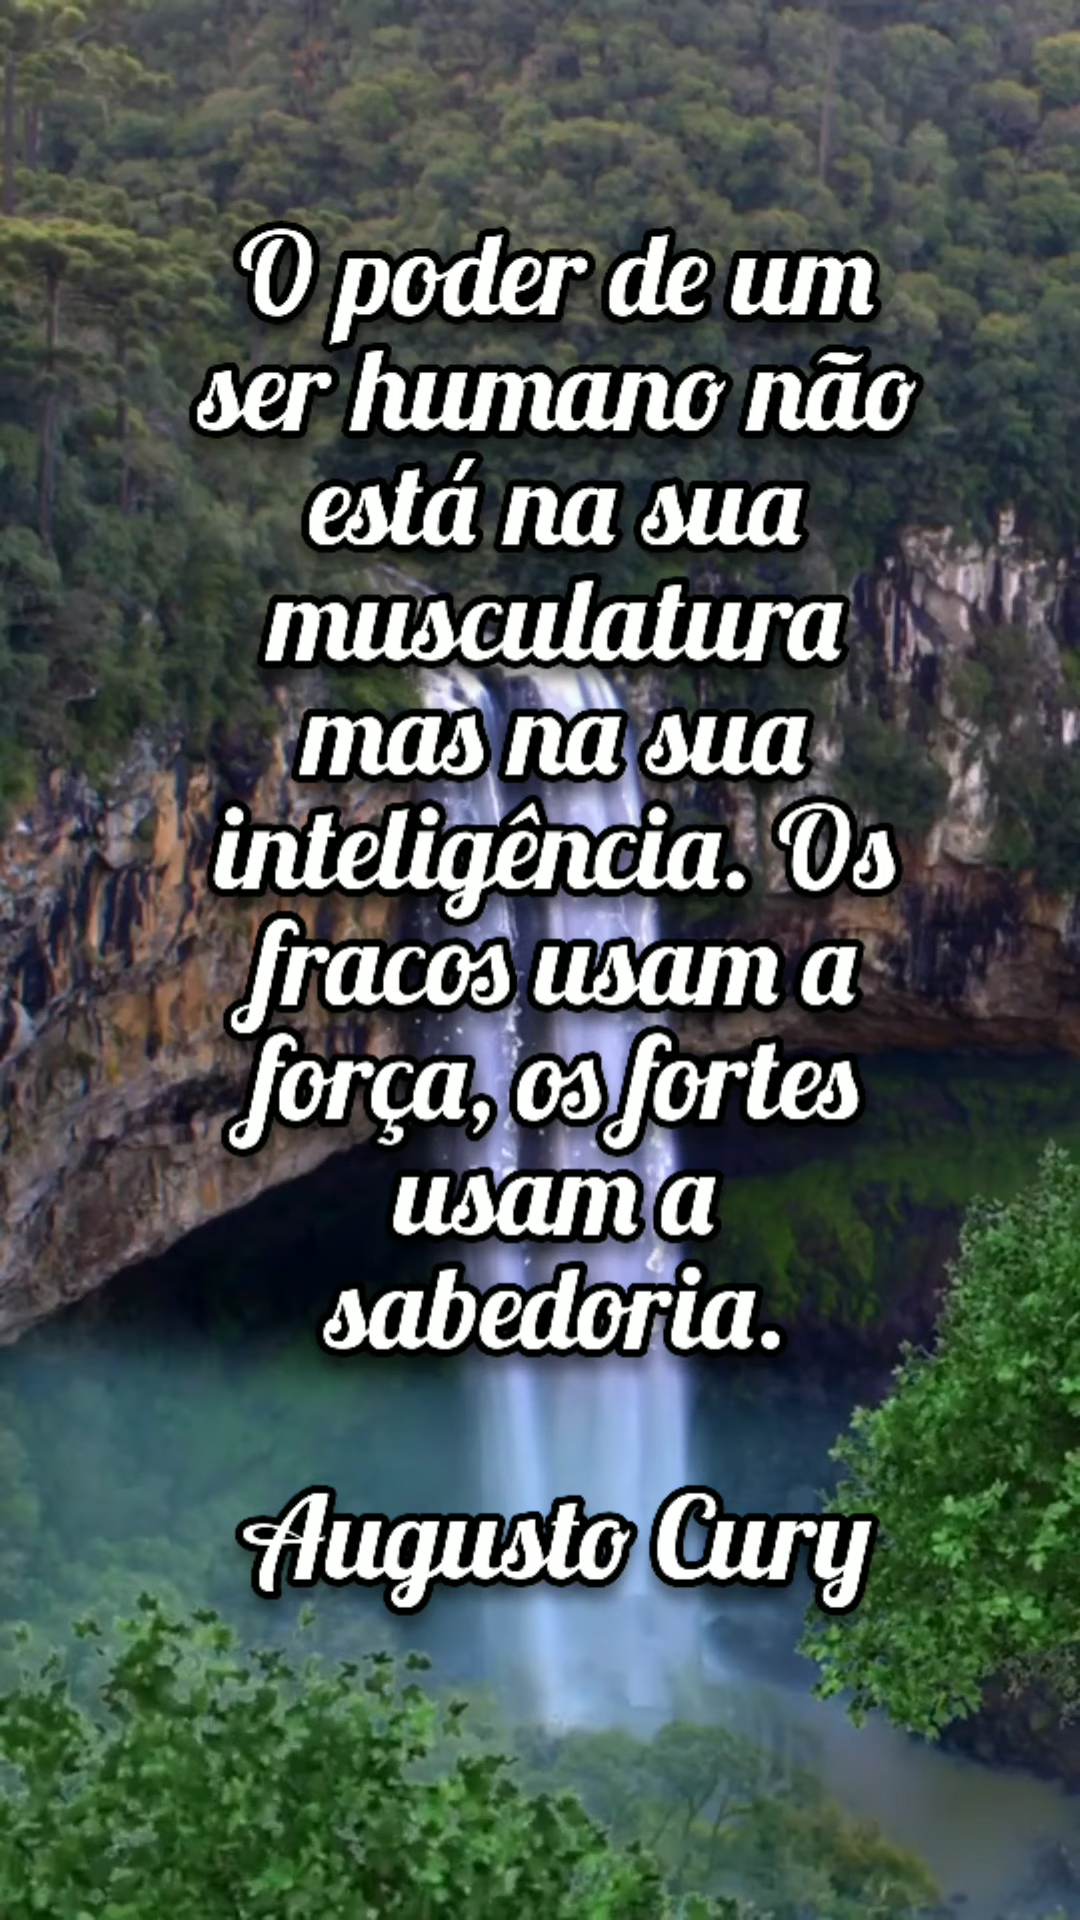 O poder de um
ser humano não
está na sua
musculatura
mas na sua
inteligência. Os
fracos usam a
força, os fortes
usam a
sabedoria.
Augusto Cury